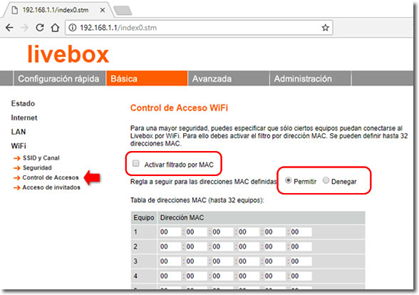 192.168.1.1/index0.stm
192.168.1.1/index0.stm
livebox
Configuración rápida Básica Avanzada Administración
Estado
Internet
LAN
WiFi
SSID y Canal
Seguridad
Control de Accesos
Acceso de invitados
Control de Acceso WiFi
Para una mayor seguridad, puedes especificar que sólo ciertos equipos puedan conectarse al
Livebox por WiFi. Para ello debes activar el filtro por dirección MAC. Se pueden definir hasta 32
direcciones MAC.
Activar filtrado por MAC
Regla a seguir para las direcciones MAC definidas Permitir Denegar
Tabla de direcciones MAC (hasta 32 equipos):
Equipo Dirección MAC
1 00 : 00 : 00 : 00 : 00 : 00
2 00 : 00 : 00 : 00 : 00 : 00
3 00 : 00 : 00 : 00 : 00 : 00
4 00 : 00 : 00 : 00 : 00 : 00